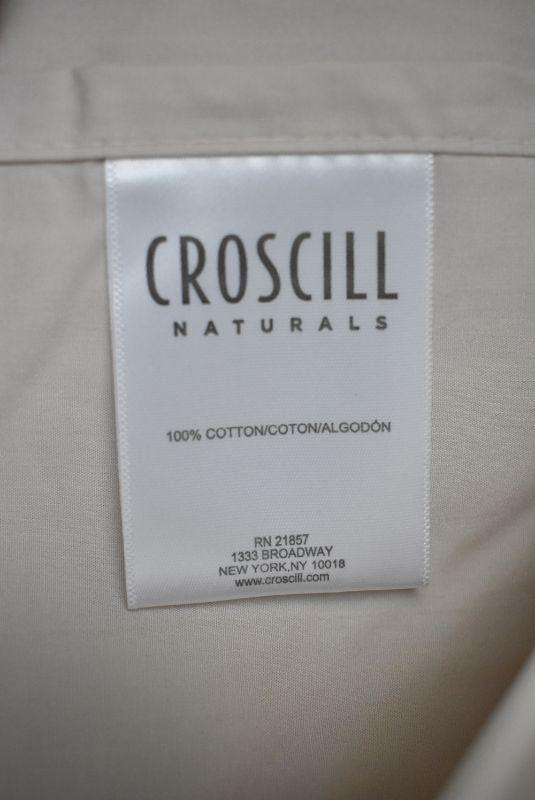 CROSCILL
NATURALS
100% COTTON/COTON/ALGODÓN
RN 21857
1333 BROADWAY
NEW YORK,NY 10018
www.croscill.com